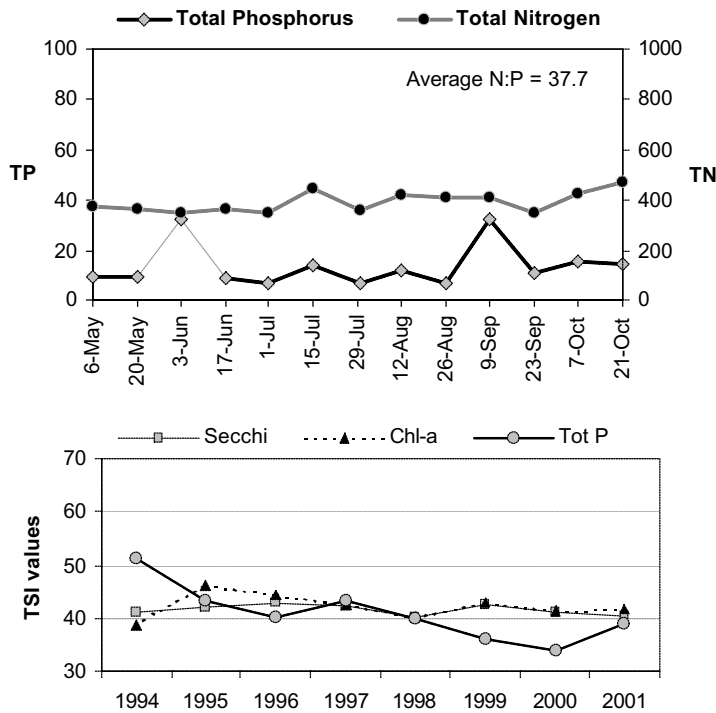 Total Phosphorus Total Nitrogen
100 1000
Average N:P = 37.7
80 800
60 600
TP TN
40 400
20 200
0 0
6-May 20-May 3-Jun 17-Jun 1-Jul 15-Jul 29-Jul 12-Aug 26-Aug 9-Sep 23-Sep 7-Oct 21-Oct
Secchi Chl-a Tot P
70
60
TSI values
50
40
30
1994 1995 1996 1997 1998 1999 2000 2001